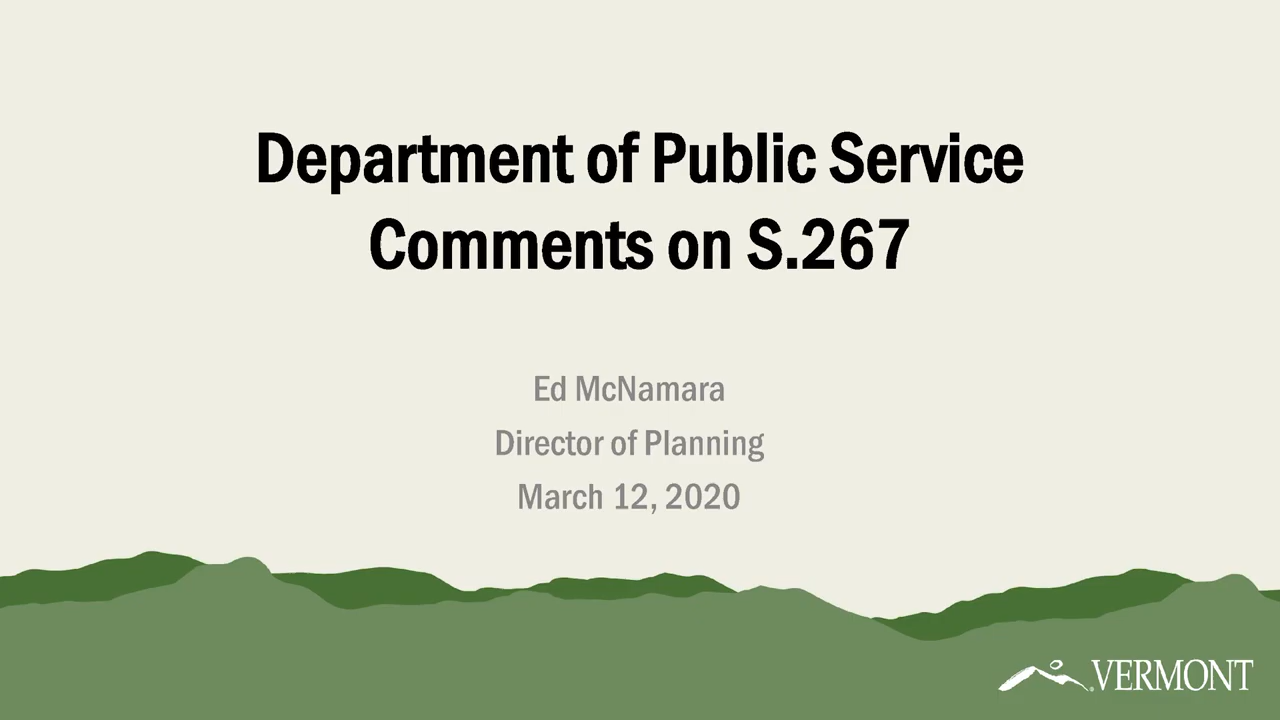 Department of Public Service
Comments on S.267
Ed McNamara
Director of Planning
March 12, 2020
VERMONT